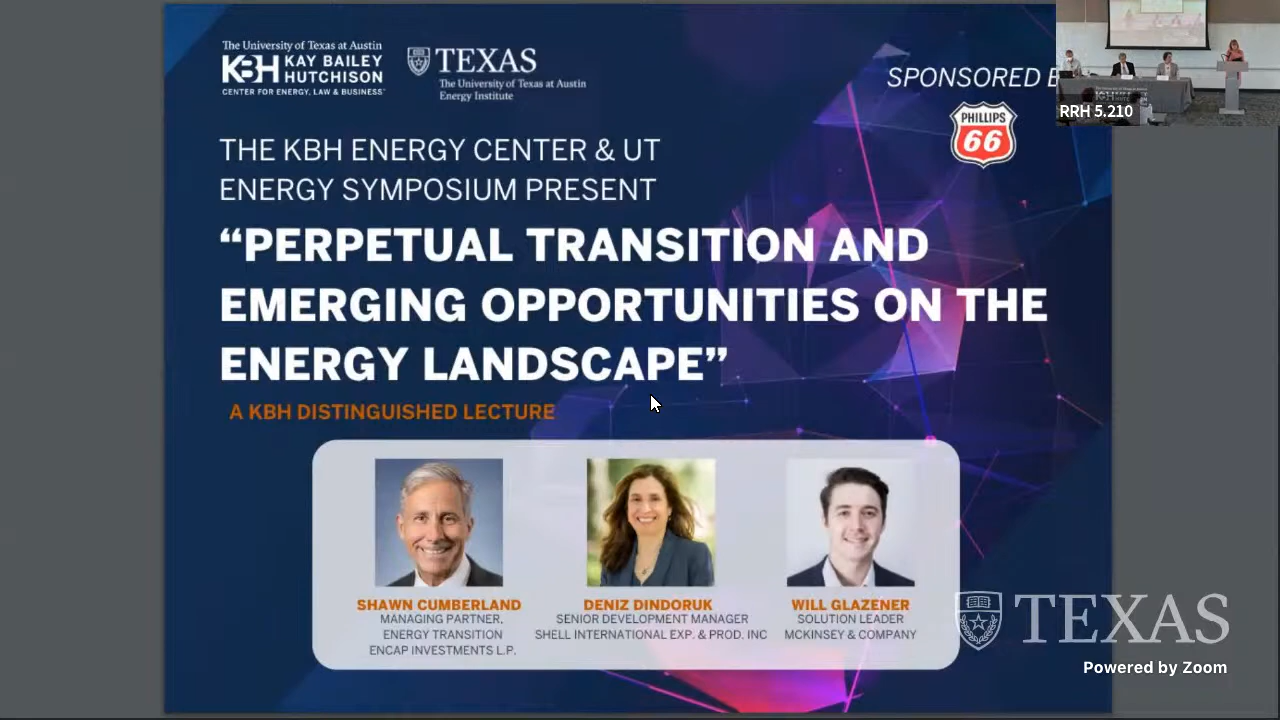 The University of Texas at Austin
KBH KAY BAILEY
HUTCHISON
CENTER FOR ENERGY, LAW & BUSINESS
TEXAS
The University of Texas at Austin
Energy Institute
SPONSORED
PHILLIPS
66
RRH 5.210
THE KBH ENERGY CENTER & UT
ENERGY SYMPOSIUM PRESENT
“PERPETUAL TRANSITION AND
EMERGING OPPORTUNITIES ON THE
ENERGY LANDSCAPE”
A KBH DISTINGUISHED LECTURE
SHAWN CUMBERLAND
MANAGING PARTNER,
ENERGY TRANSITION
ENCAP INVESTMENTS L.P.
DENIZ DINDORUK
SENIOR DEVELOPMENT MANAGER
SHELL INTERNATIONAL EXP. & PROD. INC
WILL GLAZENER
SOLUTION LEADER
MCKINSEY & COMPANY
TEXAS
Powered by Zoom